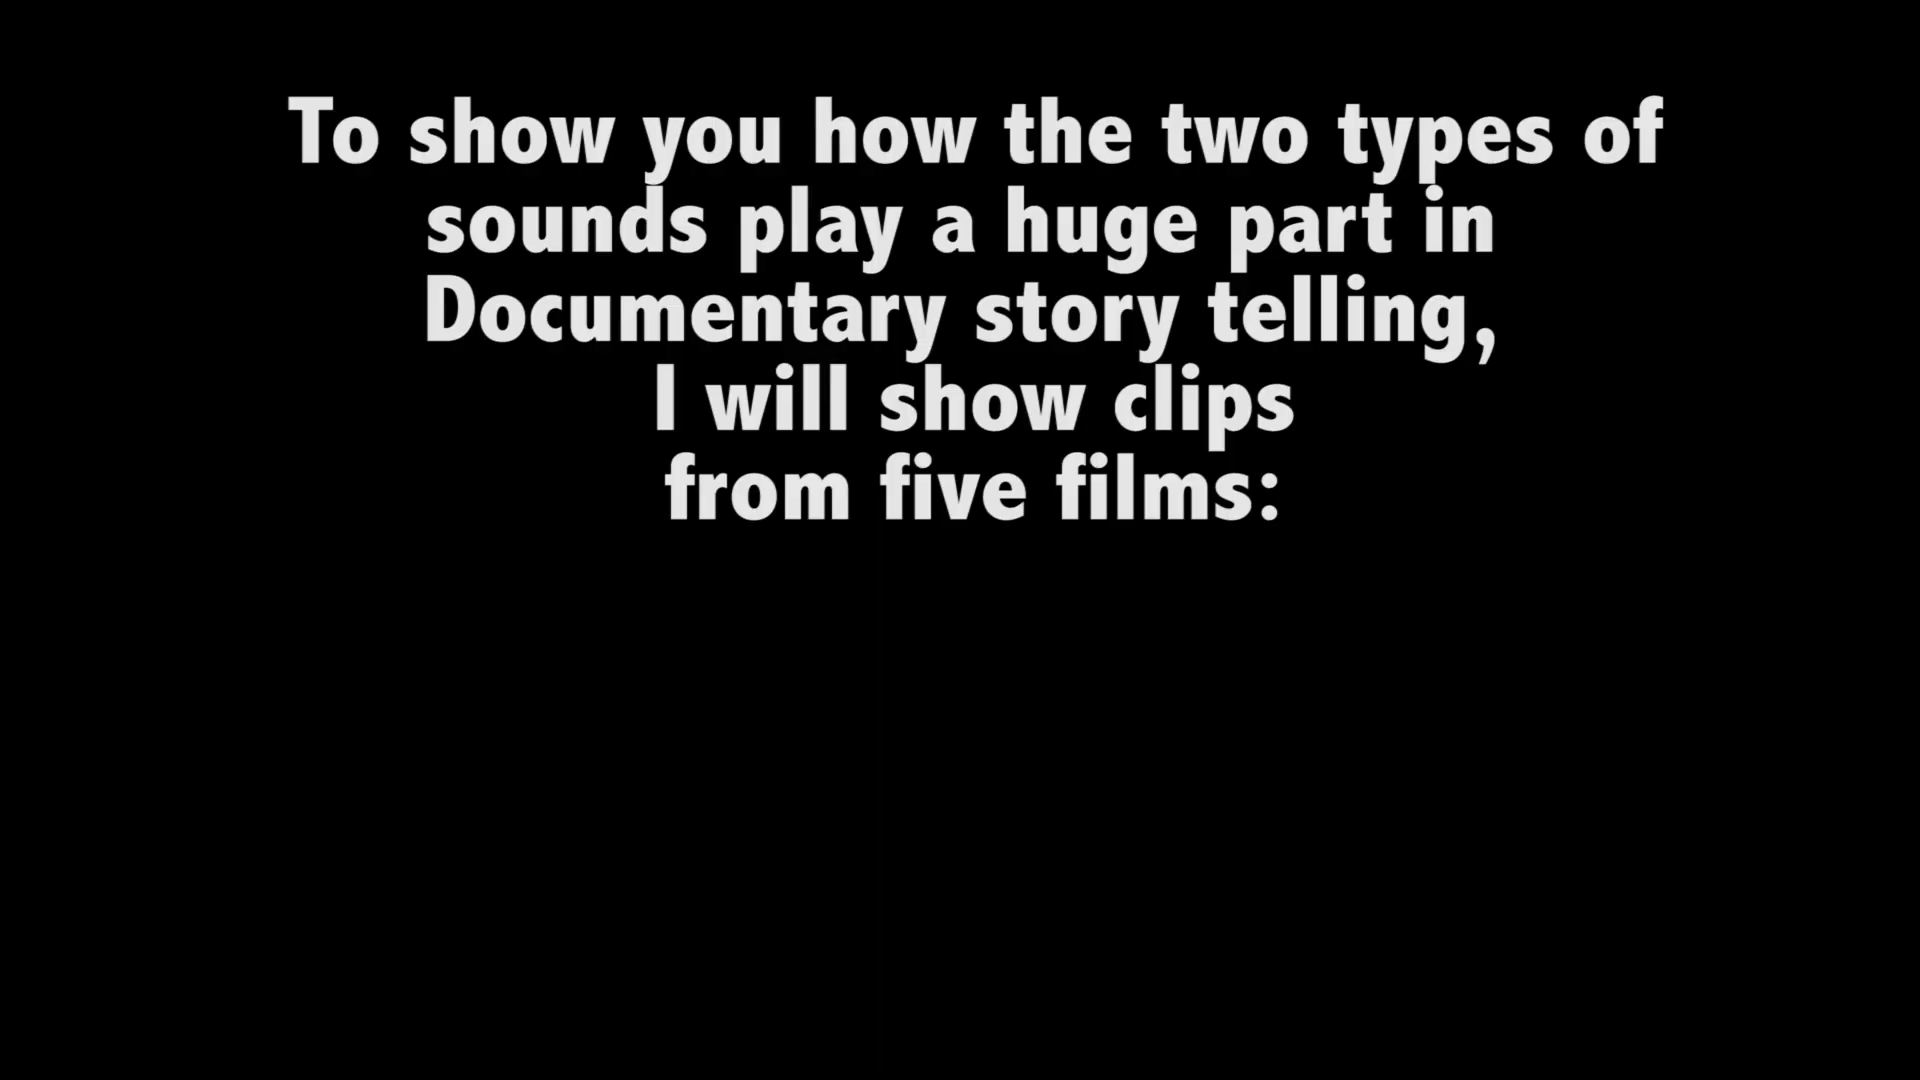 To show you how the two types of
sounds play a huge part in
Documentary story telling,
I will show clips
from five films: